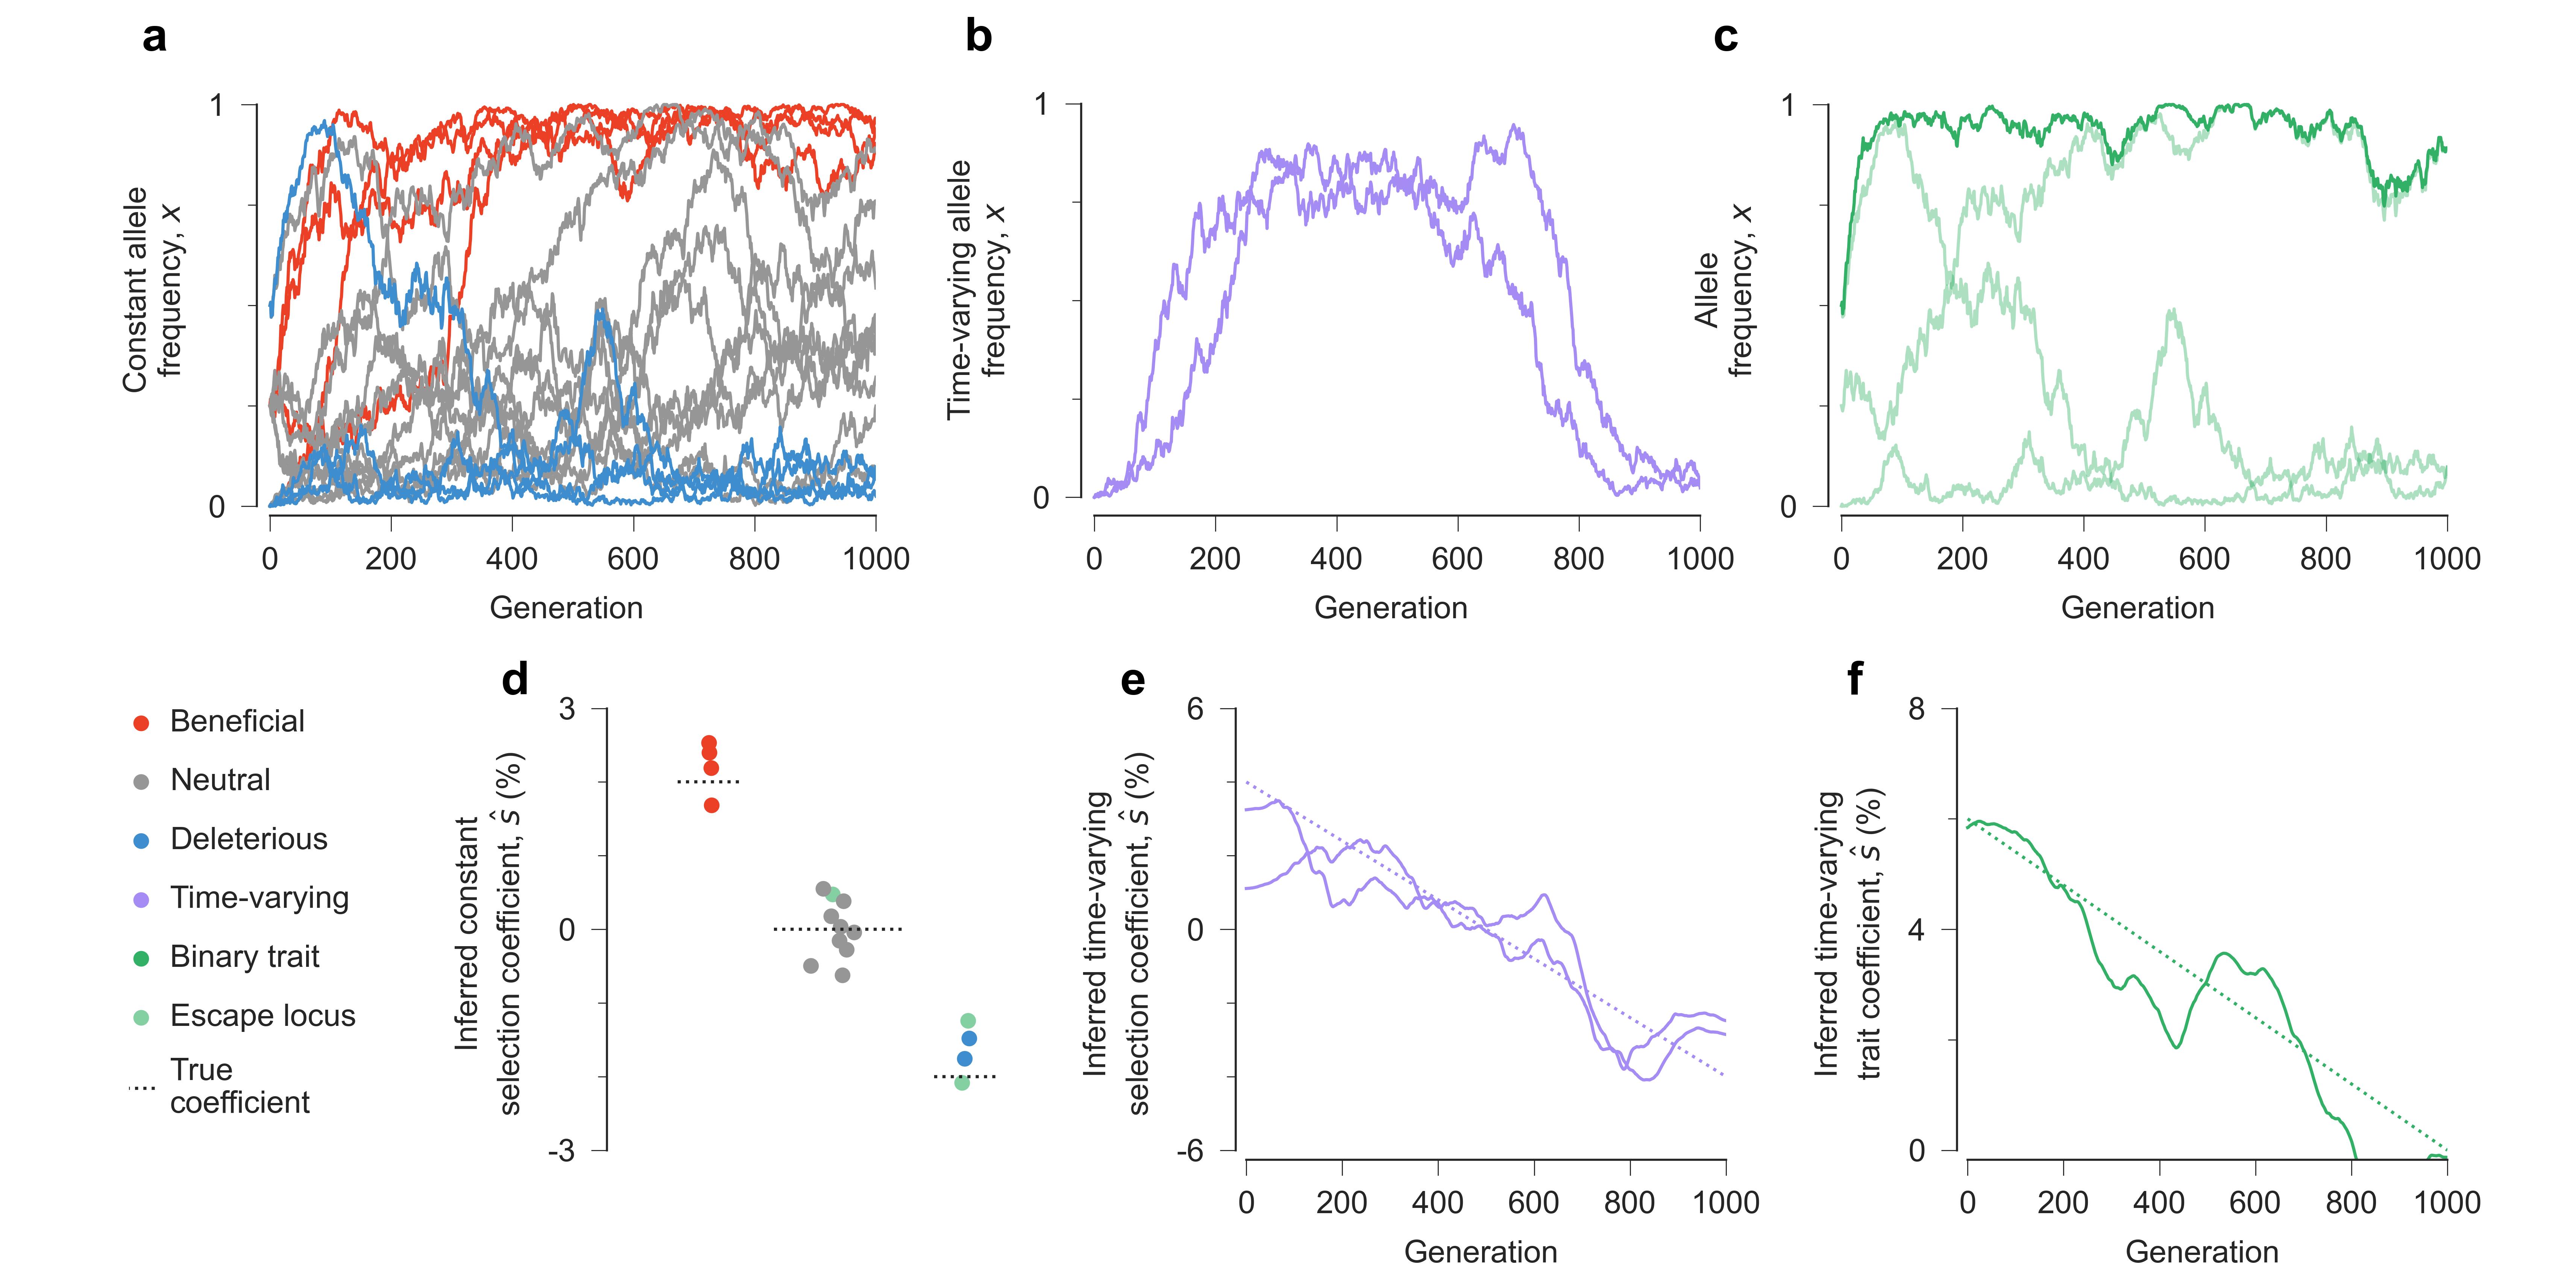 a
1
0
Constant allele
frequency, x
0 200 400 600 800 1000
Generation
b
1
0
Time-varying allele
frequency, x
0 200 400 600 800 1000
Generation
c
1
0
Allele
frequency, x
0 200 400 600 800 1000
Generation
Beneficial
Neutral
Deleterious
Time-varying
Binary trait
Escape locus
True
coefficient
d
3
0
-3
Inferred constant
selection coefficient, ŝ (%)
e
6
0
-6
Inferred time-varying
selection coefficient, ŝ (%)
0 200 400 600 800 1000
Generation
f
8
4
0
Inferred time-varying
trait coefficient, ŝ (%)
0 200 400 600 800 1000
Generation